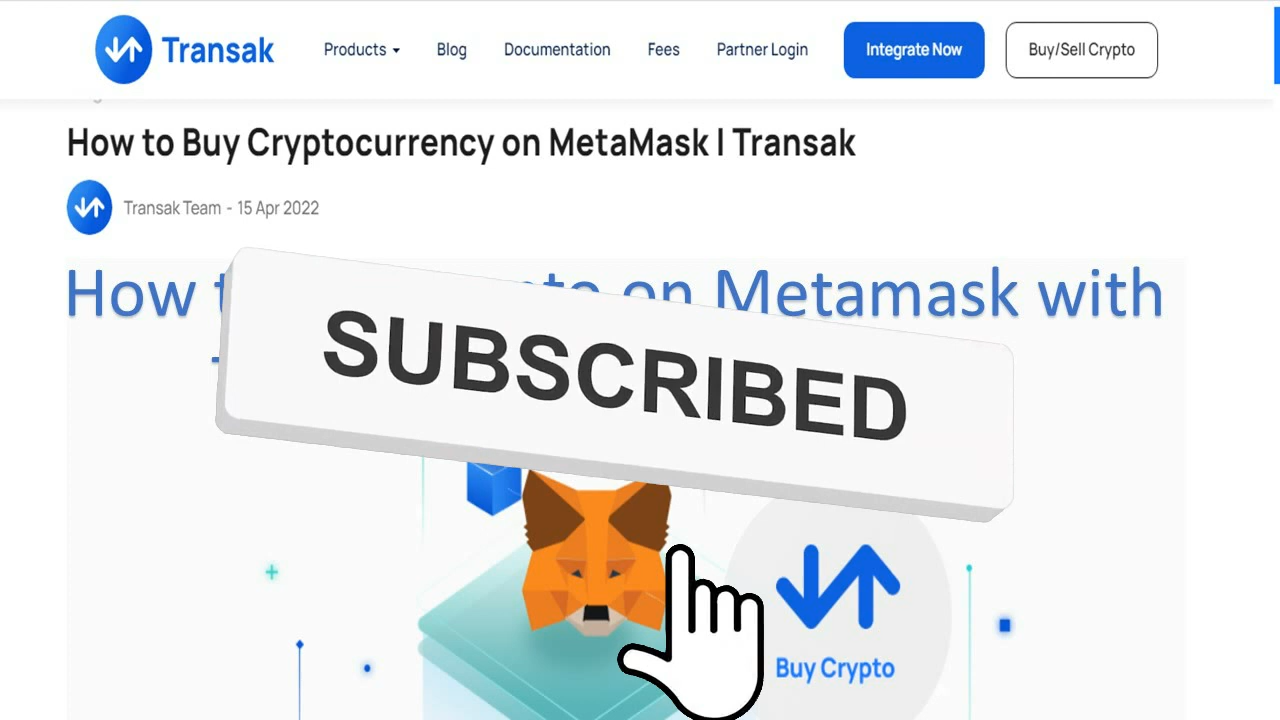 Transak
Products
Blog
Documentation
Fees
Partner Login
Integrate Now
Buy/Sell Crypto
How to Buy Cryptocurrency on MetaMask | Transak
Transak Team - 15 Apr 2022
How on Metamask with
SUBSCRIBED
Buy Crypto